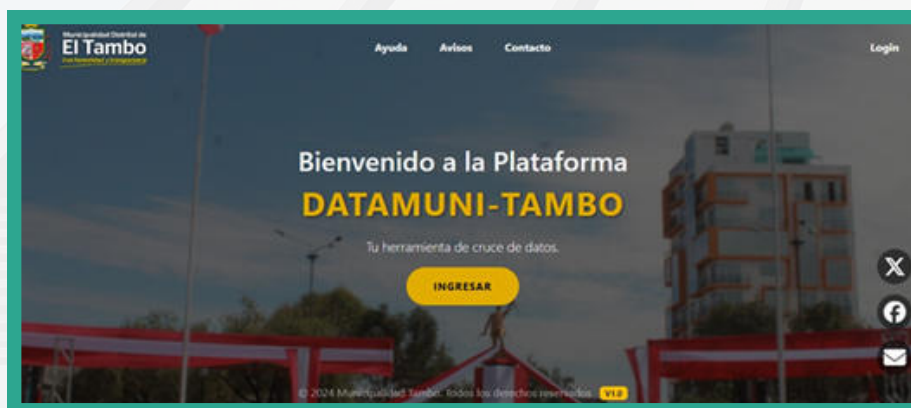 Municipalidad Distrital de
El Tambo
Ayuda
Avisos
Contacto
Login
Bienvenido a la Plataforma
DATAMUNI-TAMBO
Tu herramienta de cruce de datos.
INGRESAR
© 2024 Municipalidad Tambo. Todos los derechos reservados.
V1.0